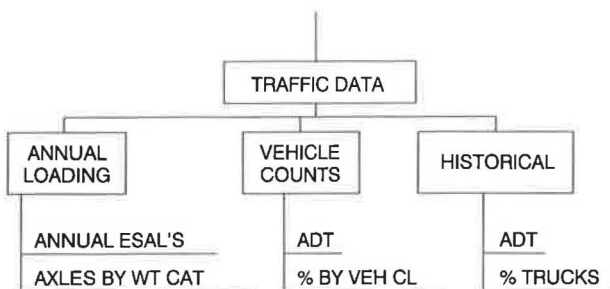 TRAFFIC DATA
ANNUAL
LOADING
VEHICLE
COUNTS
HISTORICAL
ANNUAL ESAL'S
AXLES BY WT CAT
ADT
% BY VEH CL
ADT
% TRUCKS